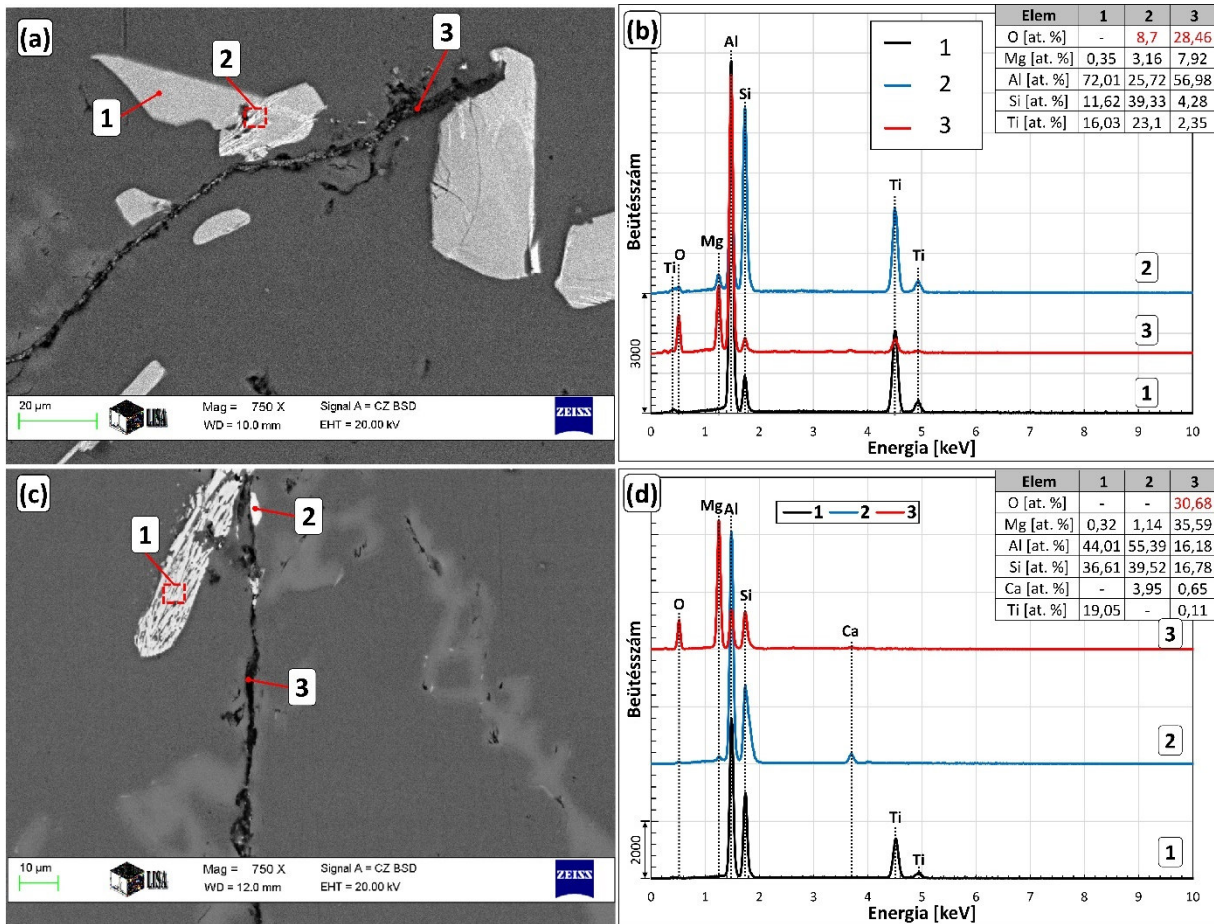 (a)
1
2
3
20 µm
LISA
Mag = 750 X
WD = 10.0 mm
Signal A = CZ BSD
EHT = 20.00 kV
ZEISS
(b)
Beütésszám
3000
1
2
3
Ti
O
Mg
Al
Si
Ti
Ti
2
3
1
0 1 2 3 4 5 6 7 8 9 10
Energia [keV]
Elem 1 2 3
O [at. %] - 8,7 28,46
Mg [at. %] 0,35 3,16 7,92
Al [at. %] 72,01 25,72 56,98
Si [at. %] 11,62 39,33 4,28
Ti [at. %] 16,03 23,1 2,35
(c)
1
2
3
10 µm
LISA
Mag = 750 X
WD = 12.0 mm
Signal A = CZ BSD
EHT = 20.00 kV
ZEISS
(d)
Beütésszám
2000
1 2 3
O
Mg
Al
Si
Ca
Ti
Ti
3
2
1
0 1 2 3 4 5 6 7 8 9 10
Energia [keV]
Elem 1 2 3
O [at. %] - - 30,68
Mg [at. %] 0,32 1,14 35,59
Al [at. %] 44,01 55,39 16,18
Si [at. %] 36,61 39,52 16,78
Ca [at. %] - 3,95 0,65
Ti [at. %] 19,05 - 0,11